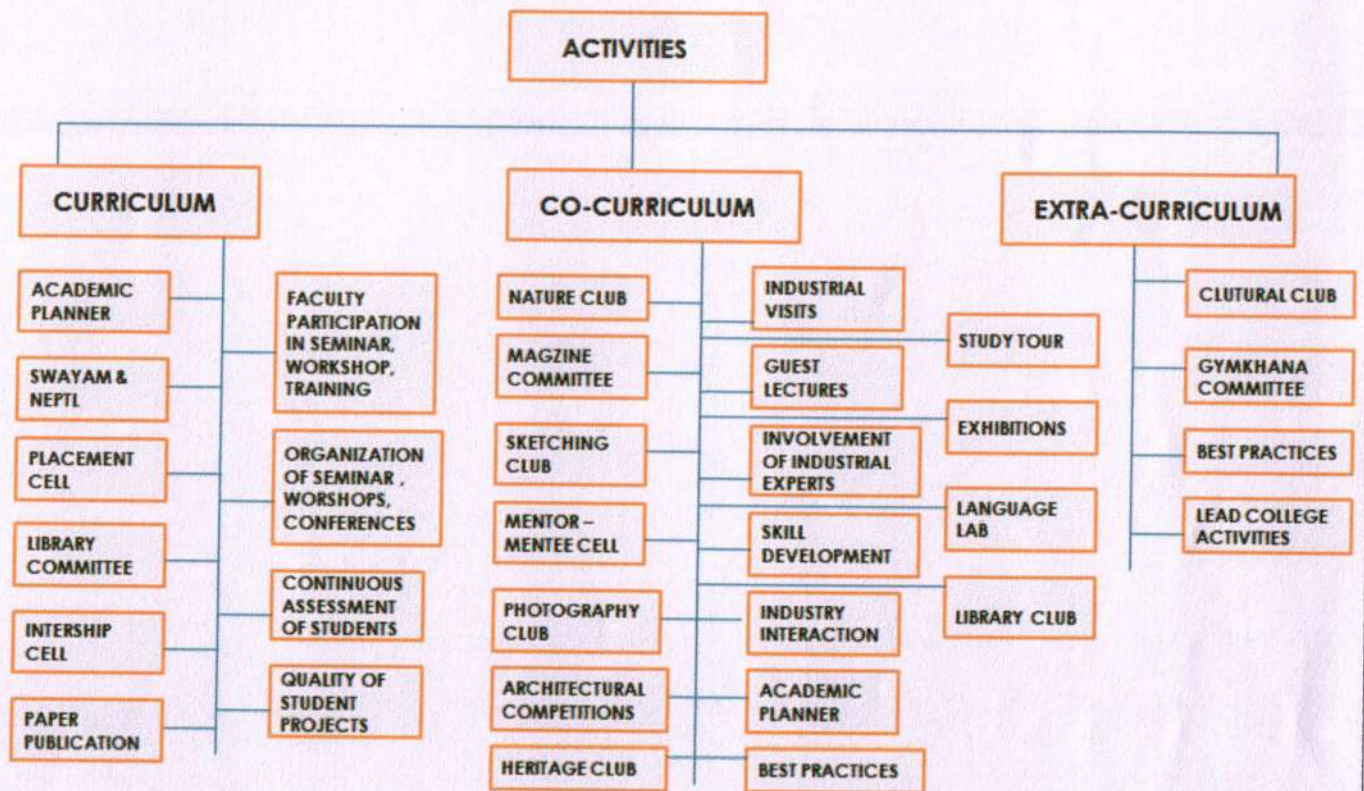 ACTIVITIES
CURRICULUM
ACADEMIC
PLANNER
SWAYAM &
NEPTL
PLACEMENT
CELL
LIBRARY
COMMITTEE
INTERSHIP
CELL
PAPER
PUBLICATION
FACULTY
PARTICIPATION
IN SEMINAR,
WORKSHOP,
TRAINING
ORGANIZATION
OF SEMINAR ,
WORSHOPS,
CONFERENCES
CONTINUOUS
ASSESSMENT
OF STUDENTS
QUALITY OF
STUDENT
PROJECTS
CO-CURRICULUM
NATURE CLUB
MAGZINE
COMMITTEE
SKETCHING
CLUB
MENTOR –
MENTEE CELL
PHOTOGRAPHY
CLUB
ARCHITECTURAL
COMPETITIONS
HERITAGE CLUB
INDUSTRIAL
VISITS
GUEST
LECTURES
INVOLVEMENT
OF INDUSTRIAL
EXPERTS
SKILL
DEVELOPMENT
INDUSTRY
INTERACTION
ACADEMIC
PLANNER
BEST PRACTICES
STUDY TOUR
EXHIBITIONS
LANGUAGE
LAB
LIBRARY CLUB
EXTRA-CURRICULUM
CLUTURAL CLUB
GYMKHANA
COMMITTEE
BEST PRACTICES
LEAD COLLEGE
ACTIVITIES